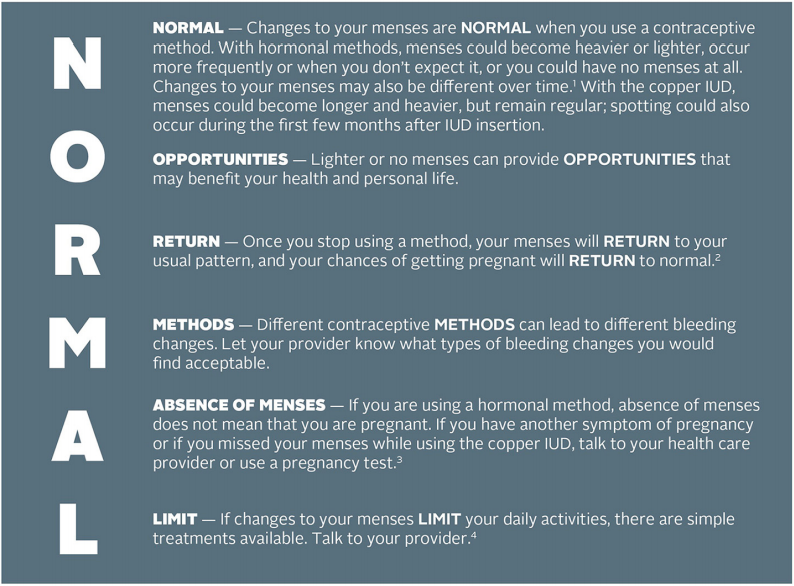 N
NORMAL — Changes to your menses are NORMAL when you use a contraceptive
method. With hormonal methods, menses could become heavier or lighter, occur
more frequently or when you don’t expect it, or you could have no menses at all.
Changes to your menses may also be different over time.¹ With the copper IUD,
menses could become longer and heavier, but remain regular; spotting could also
occur during the first few months after IUD insertion.
O
OPPORTUNITIES — Lighter or no menses can provide OPPORTUNITIES that
may benefit your health and personal life.
R
RETURN — Once you stop using a method, your menses will RETURN to your
usual pattern, and your chances of getting pregnant will RETURN to normal.²
M
METHODS — Different contraceptive METHODS can lead to different bleeding
changes. Let your provider know what types of bleeding changes you would
find acceptable.
A
ABSENCE OF MENSES — If you are using a hormonal method, absence of menses
does not mean that you are pregnant. If you have another symptom of pregnancy
or if you missed your menses while using the copper IUD, talk to your health care
provider or use a pregnancy test.³
L
LIMIT — If changes to your menses LIMIT your daily activities, there are simple
treatments available. Talk to your provider.⁴